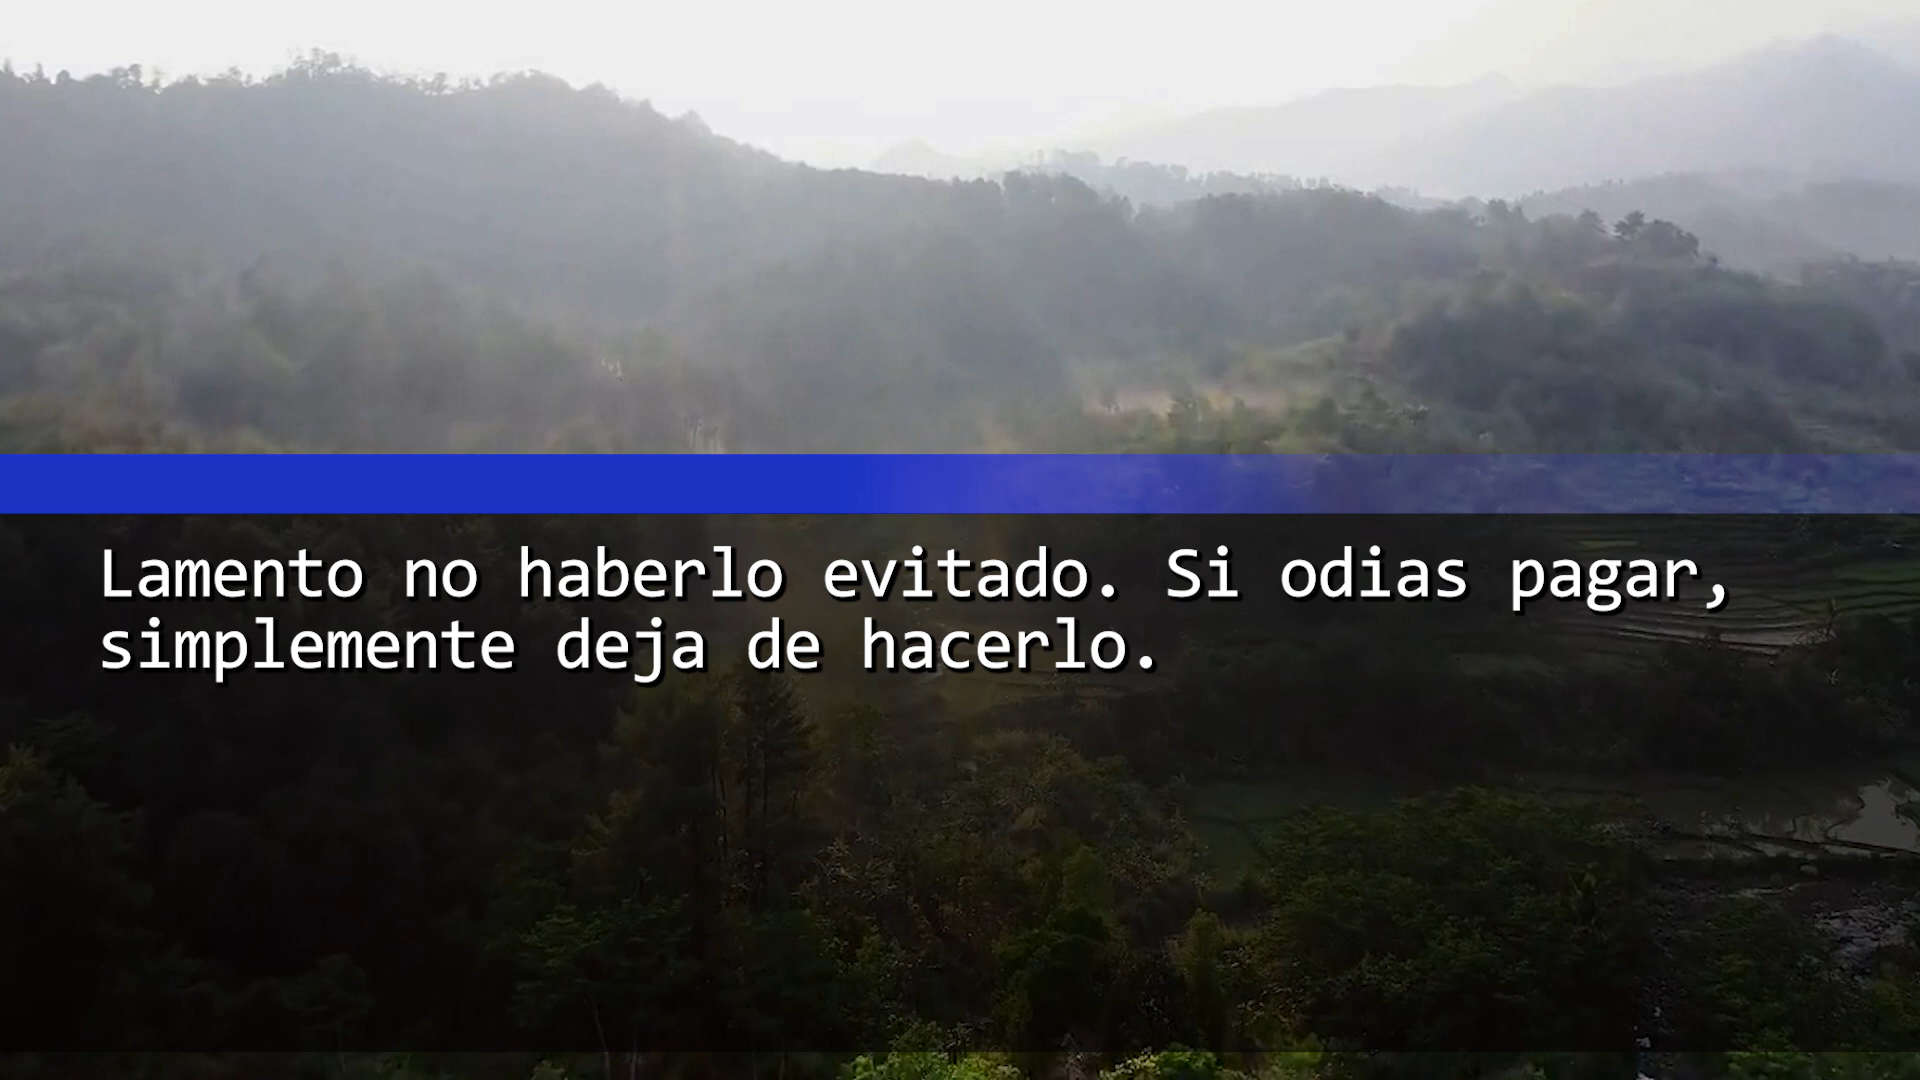 Lamento no haberlo evitado. Si odias pagar,
simplemente deja de hacerlo.